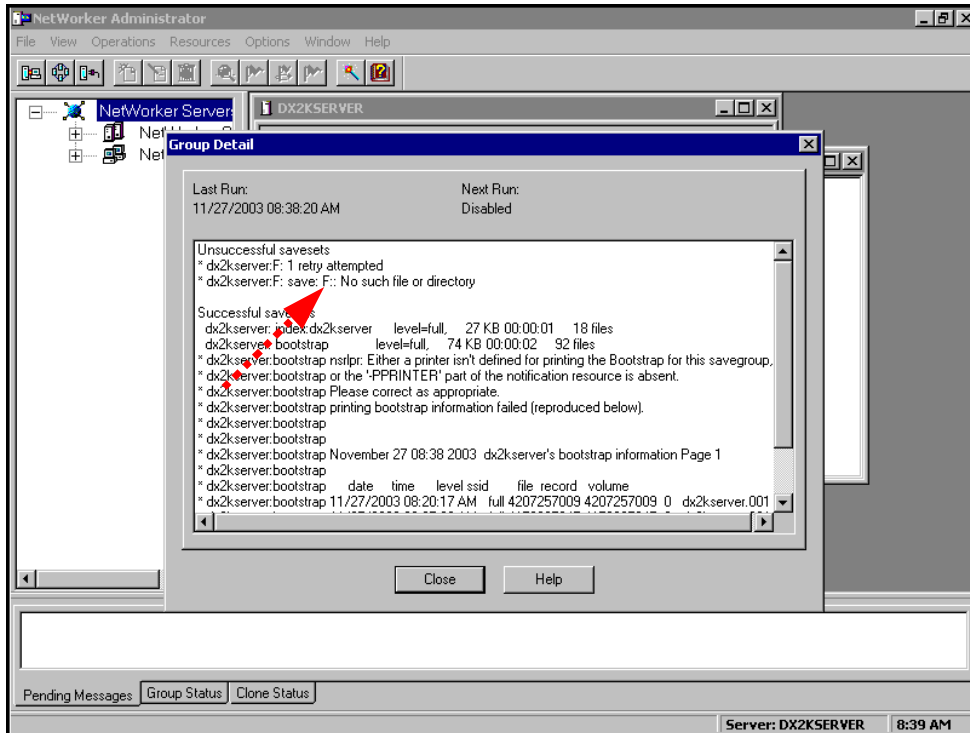 NetWorker Administrator
File View Operations Resources Options Window Help
NetWorker Server
DX2KSERVER
Net
Net
Group Detail
Last Run:
Next Run:
11/27/2003 08:38:20 AM
Disabled
Unsuccessful savesets
* dx2kserver:F: 1 retry attempted
* dx2kserver:F: save: F:: No such file or directory
Successful savesets
dx2kserver: index:dx2kserver level=full, 27 KB 00:00:01 18 files
dx2kserver: bootstrap level=full, 74 KB 00:00:02 92 files
* dx2kserver:bootstrap nsrlpr: Either a printer isn't defined for printing the Bootstrap for this savegroup,
* dx2kserver:bootstrap or the '-PPRINTER' part of the notification resource is absent.
* dx2kserver:bootstrap Please correct as appropriate.
* dx2kserver:bootstrap printing bootstrap information failed (reproduced below).
* dx2kserver:bootstrap
* dx2kserver:bootstrap
* dx2kserver:bootstrap November 27 08:38 2003 dx2kserver's bootstrap information Page 1
* dx2kserver:bootstrap
* dx2kserver:bootstrap date time level ssid file record volume
* dx2kserver:bootstrap 11/27/2003 08:20:17 AM full 4207257009 4207257009 0 dx2kserver.001
Close
Help
Pending Messages
Group Status
Clone Status
Server: DX2KSERVER
8:39 AM